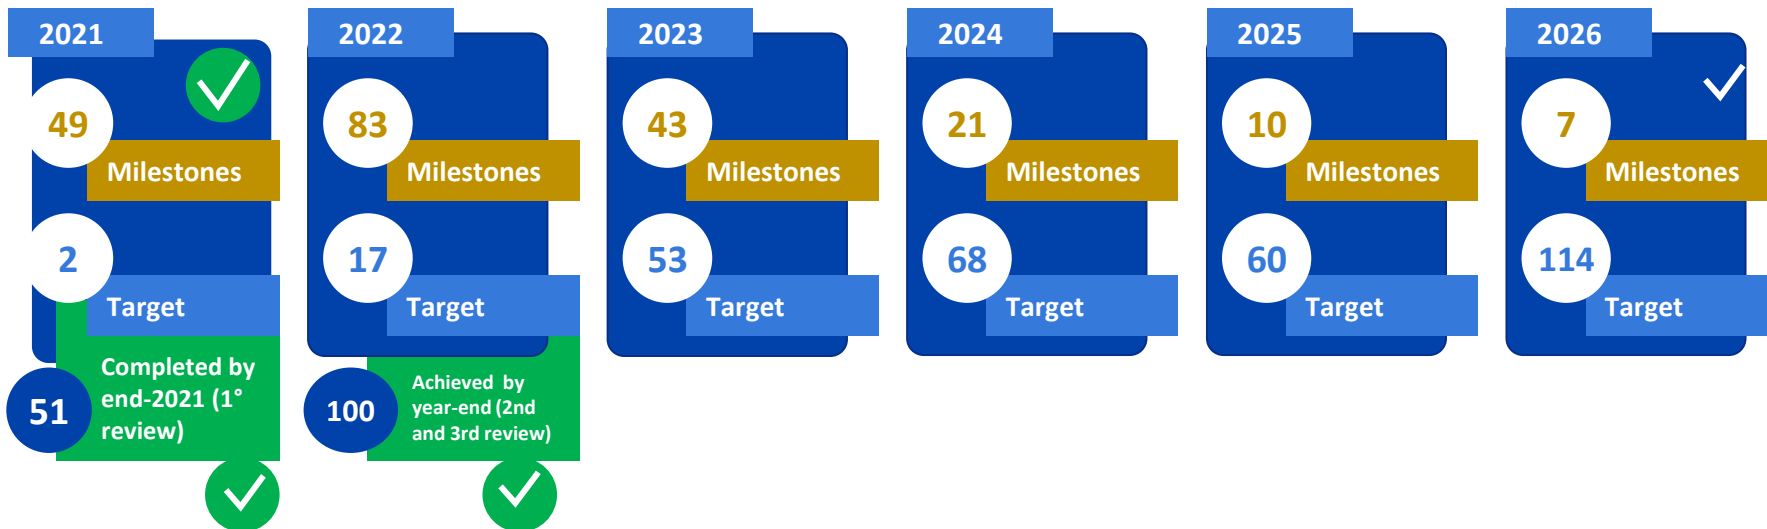 2021
49
Milestones
2
Target
51
Completed by
end-2021 (1°
review)
2022
83
Milestones
17
Target
100
Achieved by
year-end (2nd
and 3rd review)
2023
43
Milestones
53
Target
2024
21
Milestones
68
Target
2025
10
Milestones
60
Target
2026
7
Milestones
114
Target